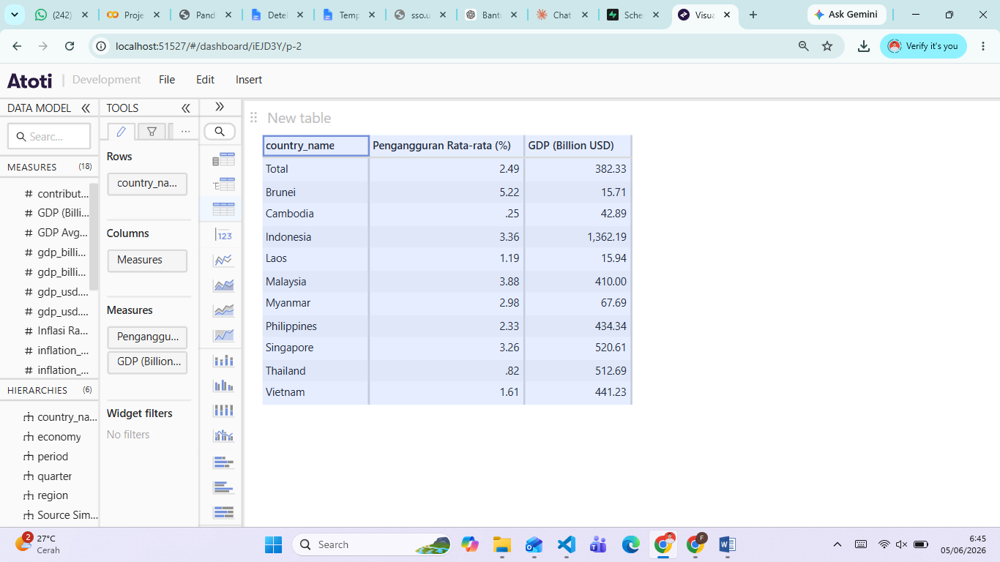 (242)
Proje
Pand
Detel
Temp
sso.u
Bant
Chat
Sche
Visua
Ask Gemini
localhost:51527/#/dashboard/iEJD3Y/p-2
Verify it's you
Atoti | Development File Edit Insert
DATA MODEL
TOOLS
New table
Search...
Rows
country_na...
MEASURES (18)
contribut...
GDP (Billi...
GDP Avg...
gdp_billi...
gdp_billi...
gdp_usd....
gdp_usd....
Inflasi Ra...
inflation_...
inflation_...
Columns
Measures
Measures
Penganggu...
GDP (Billion...
Widget filters
No filters
HIERARCHIES (6)
country_na...
economy
period
quarter
region
Source Sim...
123
country_name Pengangguran Rata-rata (%) GDP (Billion USD)
Total 2.49 382.33
Brunei 5.22 15.71
Cambodia .25 42.89
Indonesia 3.36 1,362.19
Laos 1.19 15.94
Malaysia 3.88 410.00
Myanmar 2.98 67.69
Philippines 2.33 434.34
Singapore 3.26 520.61
Thailand .82 512.69
Vietnam 1.61 441.23
2
27°C
Cerah
Search
F
6:45
05/06/2026